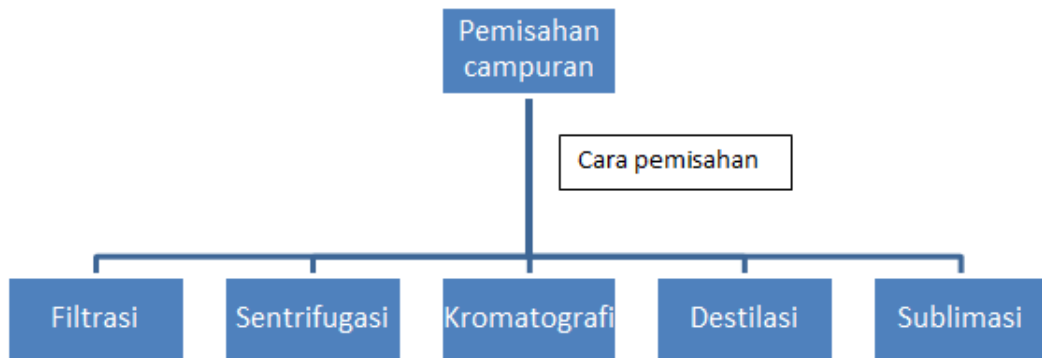 Pemisahan
campuran
Cara pemisahan
Filtrasi
Sentrifugasi
Kromatografi
Destilasi
Sublimasi